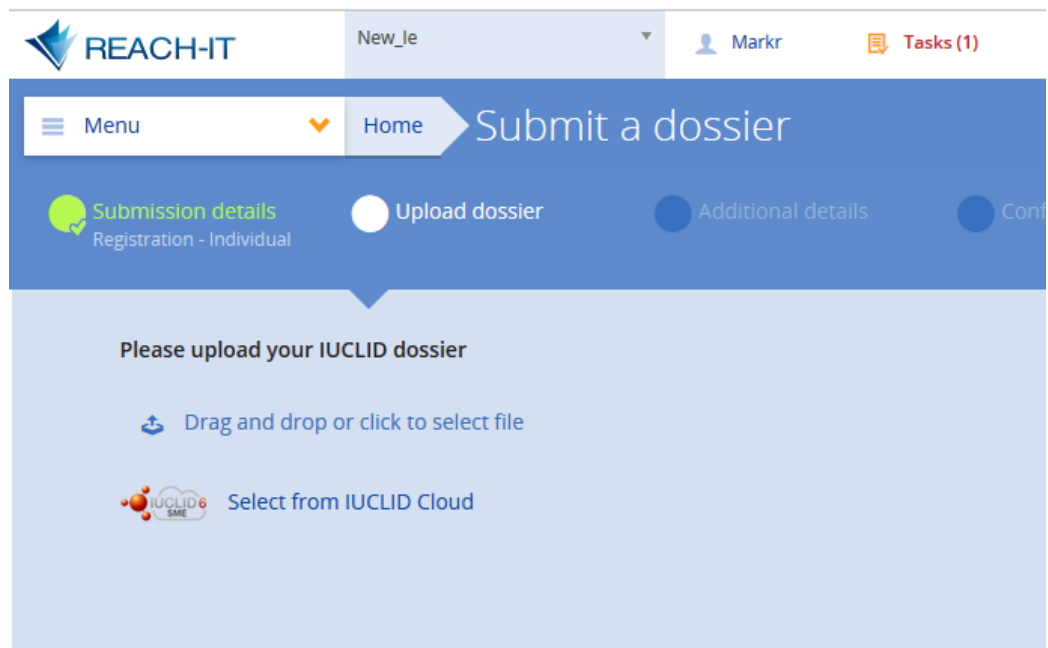 REACH-IT
New_le
Markr
Tasks (1)
Menu
Home
Submit a dossier
Submission details
Registration - Individual
Upload dossier
Additional details
Conf
Please upload your IUCLID dossier
Drag and drop or click to select file
IUCLID 6
SME
Select from IUCLID Cloud